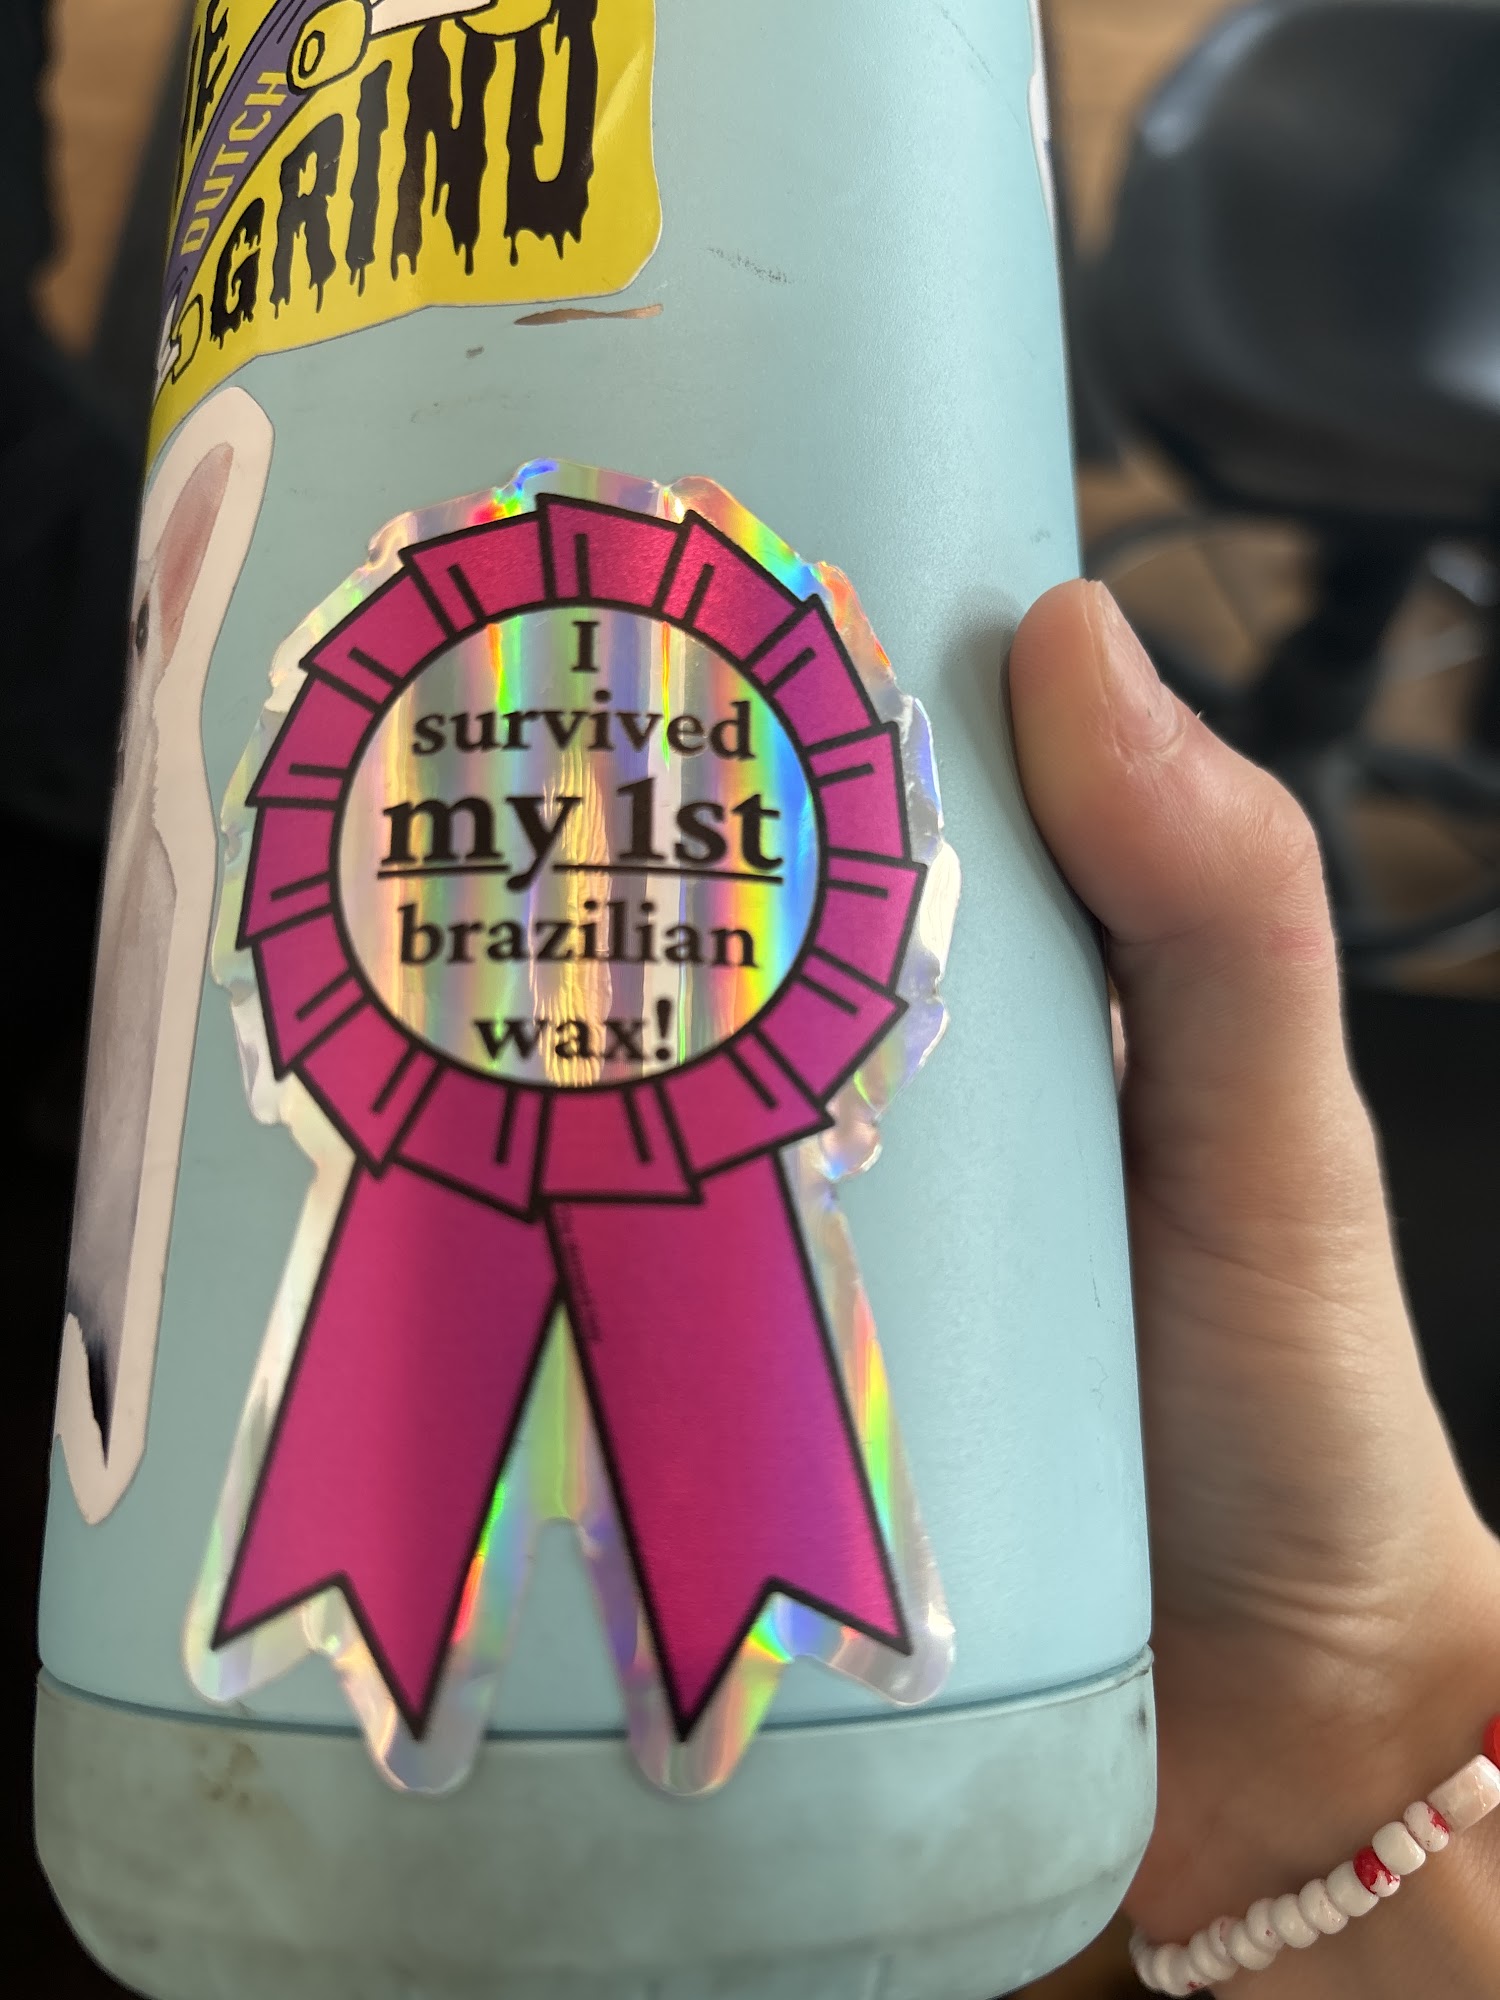 DUTCH
GRIND
I
survived
my 1st
brazilian
wax!